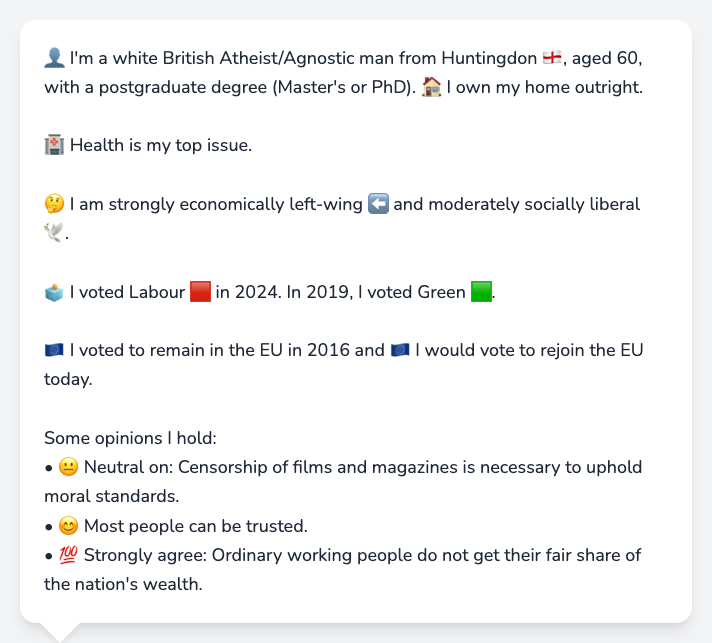 👤 I'm a white British Atheist/Agnostic man from Huntingdon 🏴󠁧󠁢󠁥󠁮󠁧󠁿, aged 60,
with a postgraduate degree (Master's or PhD). 🏠 I own my home outright.
🏥 Health is my top issue.
🤔 I am strongly economically left-wing ⬅️ and moderately socially liberal
🕊️.
🗳️ I voted Labour 🟥 in 2024. In 2019, I voted Green 🟩.
🇪🇺 I voted to remain in the EU in 2016 and 🇪🇺 I would vote to rejoin the EU
today.
Some opinions I hold:
• 😐 Neutral on: Censorship of films and magazines is necessary to uphold
moral standards.
• 😊 Most people can be trusted.
• 💯 Strongly agree: Ordinary working people do not get their fair share of
the nation's wealth.